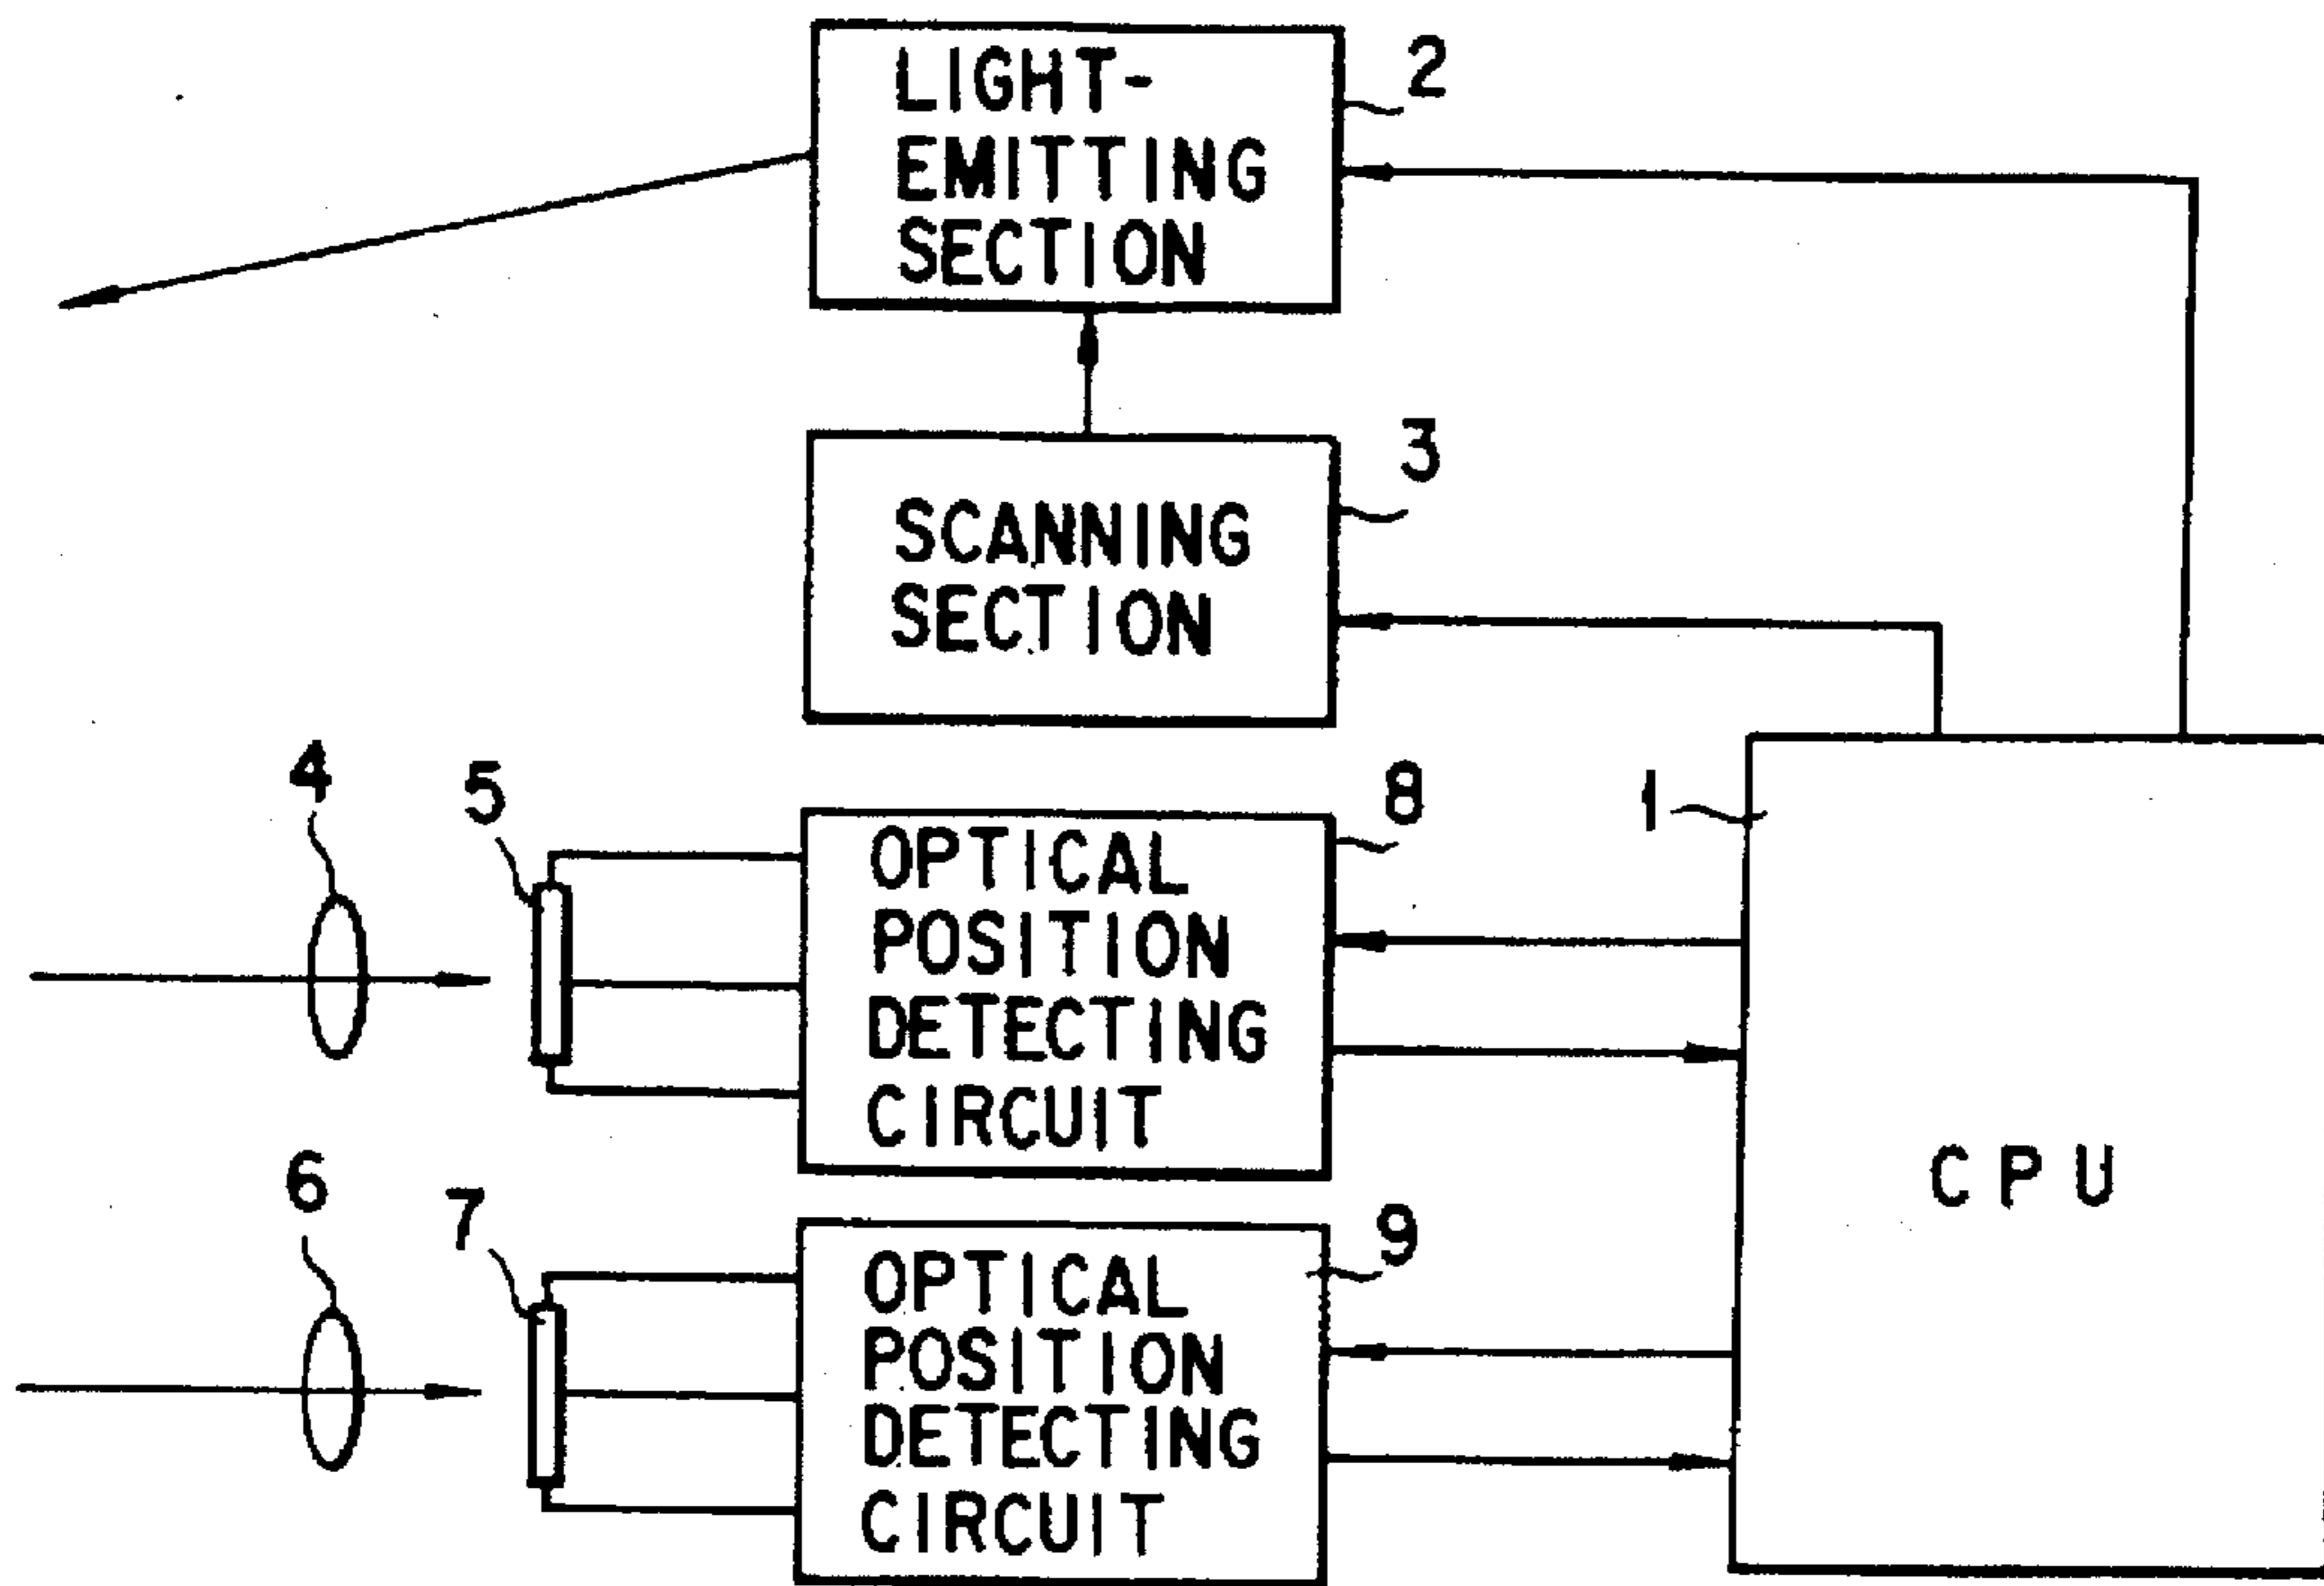 LIGHT-
EMITTING
SECTION
2
SCANNING
SECTION
3
4
5
OPTICAL
POSITION
DETECTING
CIRCUIT
8
1
CPU
6
7
OPTICAL
POSITION
DETECTING
CIRCUIT
9